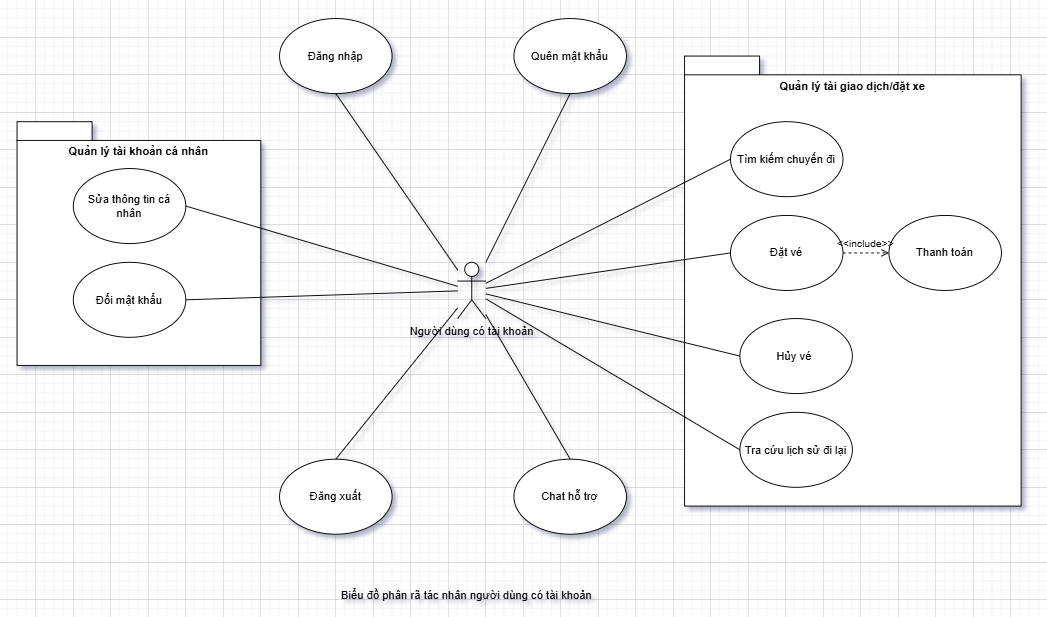 Đăng nhập
Quên mật khẩu
Quản lý tài giao dịch/đặt xe
Quản lý tài khoản cá nhân
Tìm kiếm chuyến đi
Sửa thông tin cá
nhân
Đặt vé
<<include>>
Thanh toán
Đổi mật khẩu
Người dùng có tài khoản
Hủy vé
Tra cứu lịch sử đi lại
Đăng xuất
Chat hỗ trợ
Biểu đồ phân rã tác nhân người dùng có tài khoản